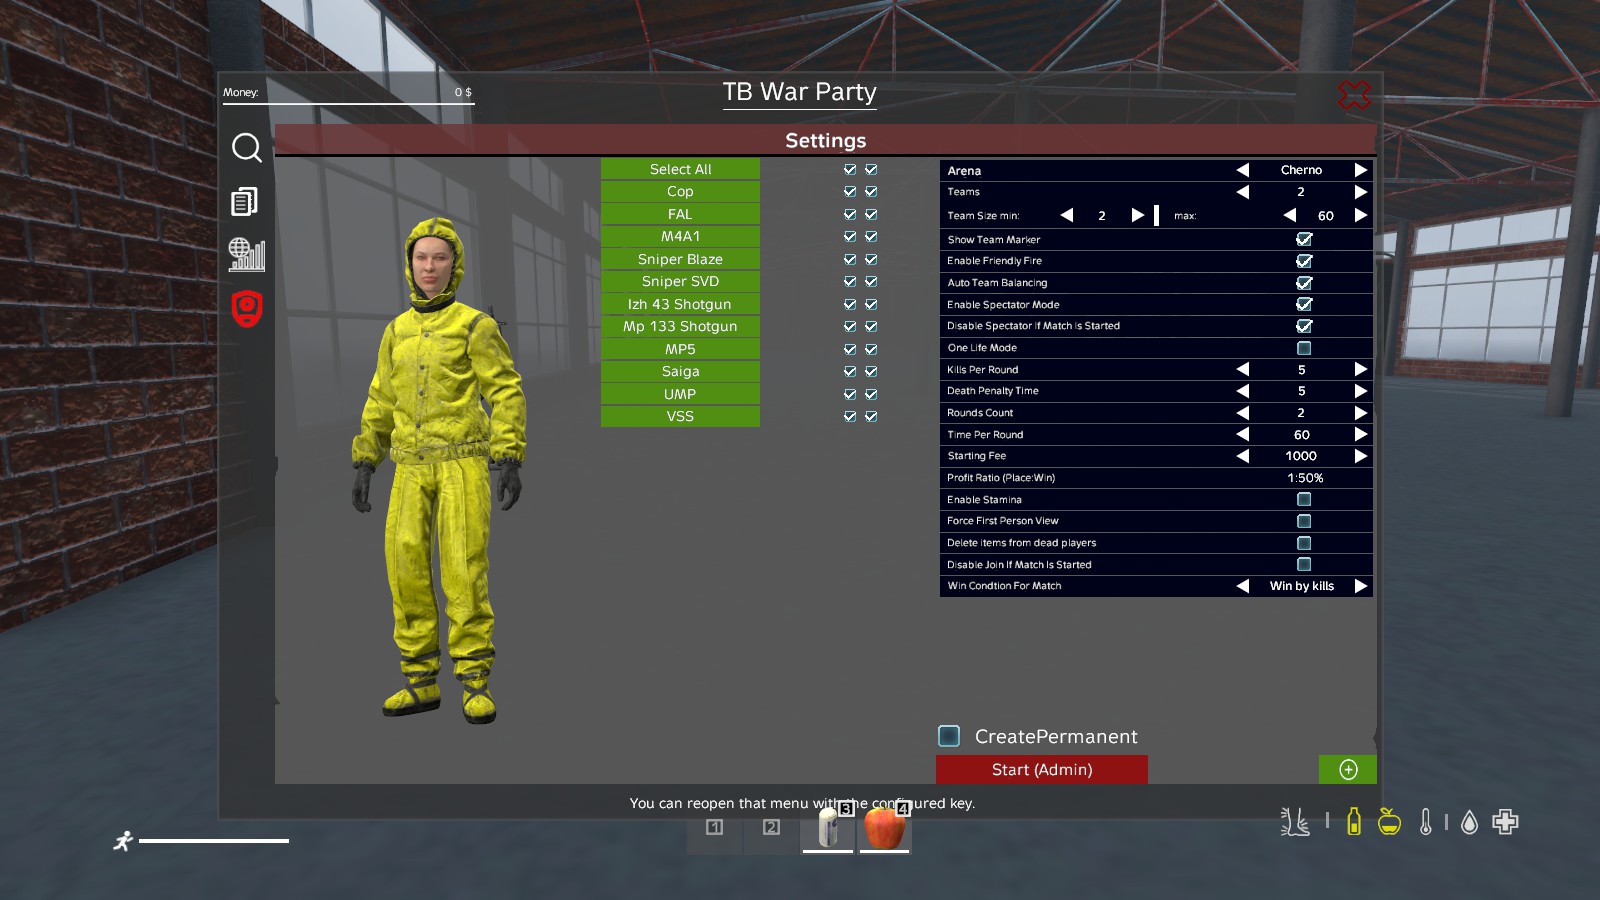 Money: 0 $
TB War Party
Settings
Select All
Cop
FAL
M4A1
Sniper Blaze
Sniper SVD
Izh 43 Shotgun
Mp 133 Shotgun
MP5
Saiga
UMP
VSS
Arena Cherno
Teams 2
Team Size min: 2 max: 60
Show Team Marker
Enable Friendly Fire
Auto Team Balancing
Enable Spectator Mode
Disable Spectator If Match Is Started
One Life Mode
Kills Per Round 5
Death Penalty Time 5
Rounds Count 2
Time Per Round 60
Starting Fee 1000
Profit Ratio (Place:Win) 1:50%
Enable Stamina
Force First Person View
Delete Items from dead players
Disable Join If Match Is Started
Win Condtion For Match Win by kills
CreatePermanent
Start (Admin)
You can reopen that menu with the configured key.
1 2 3 4